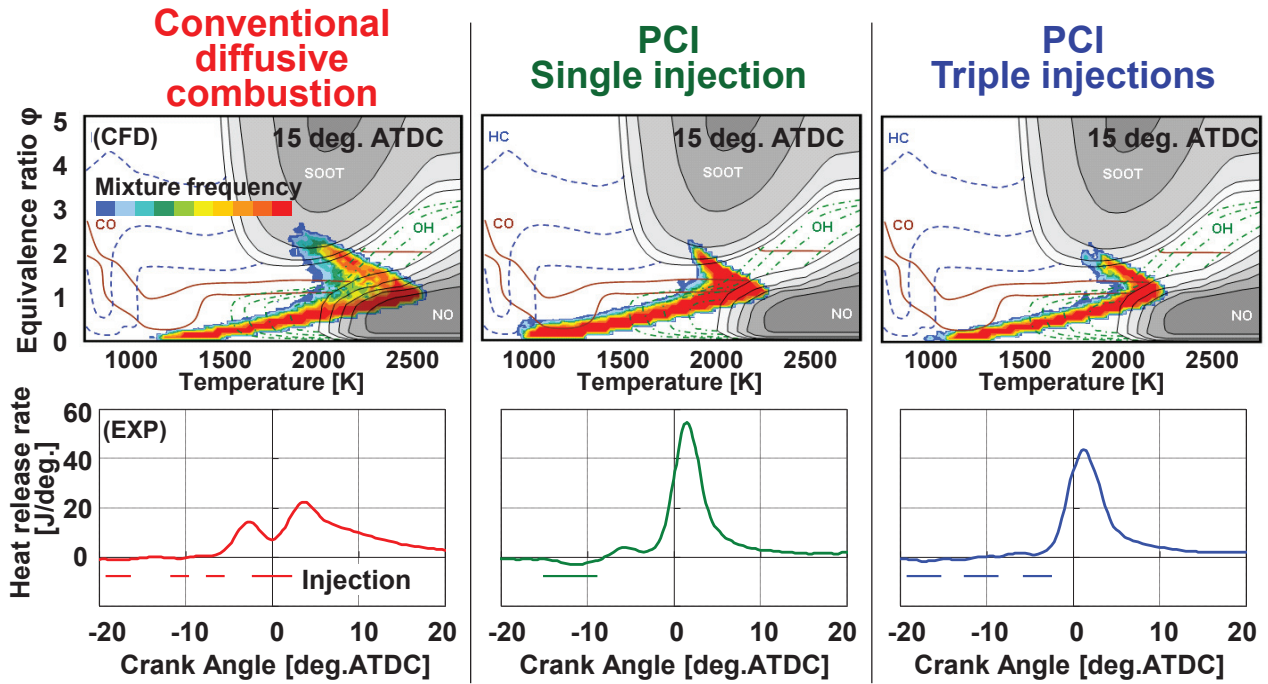 Conventional
diffusive
combustion
PCI
Single injection
PCI
Triple injections
Equivalence ratio φ
5
4
3
2
1
0
(CFD)
15 deg. ATDC
SOOT
Mixture frequency
CO
OH
NO
1000 1500 2000 2500
Temperature [K]
HC
15 deg. ATDC
SOOT
CO
OH
NO
1000 1500 2000 2500
Temperature [K]
HC
15 deg. ATDC
SOOT
CO
OH
NO
1000 1500 2000 2500
Temperature [K]
Heat release rate
[J/deg.]
60
40
20
0
(EXP)
Injection
-20 -10 0 10 20
Crank Angle [deg.ATDC]
-20 -10 0 10 20
Crank Angle [deg.ATDC]
-20 -10 0 10 20
Crank Angle [deg.ATDC]